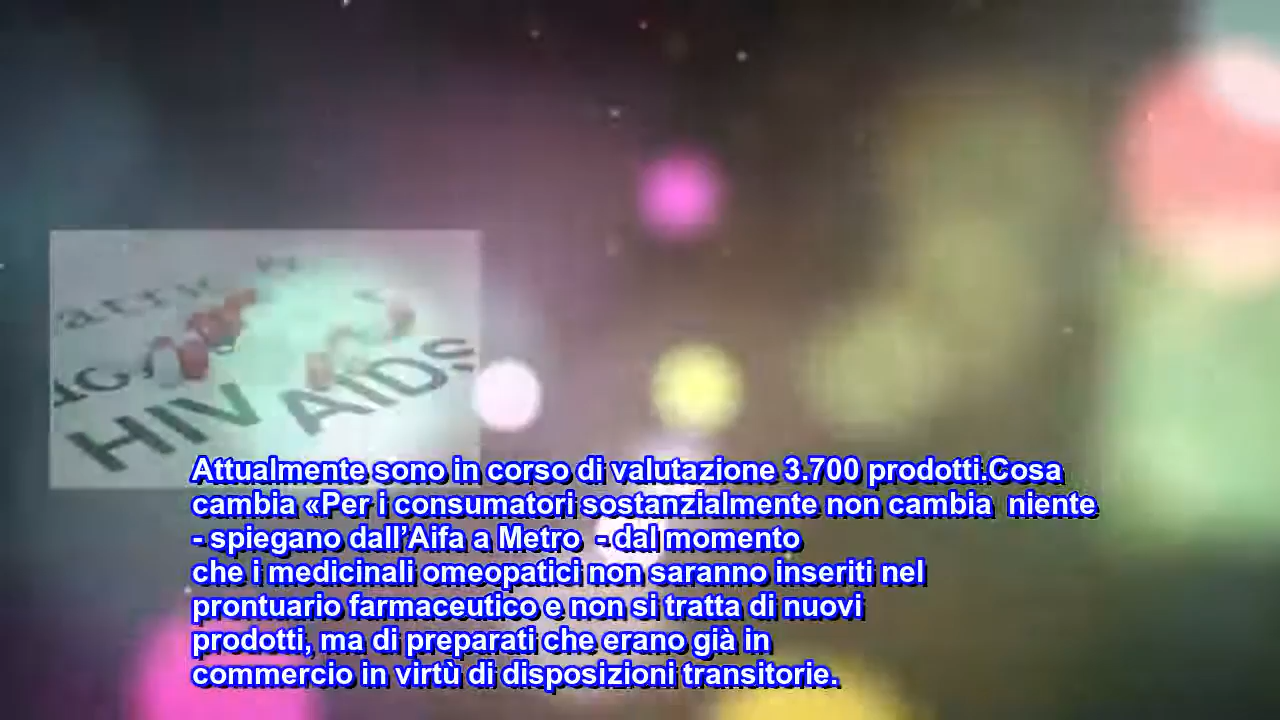 HIV AIDS
Attualmente sono in corso di valutazione 3.700 prodotti.Cosa
cambia «Per i consumatori sostanzialmente non cambia  niente
- spiegano dall’Aifa a Metro  - dal momento
che i medicinali omeopatici non saranno inseriti nel
prontuario farmaceutico e non si tratta di nuovi
prodotti, ma di preparati che erano già in
commercio in virtù di disposizioni transitorie.